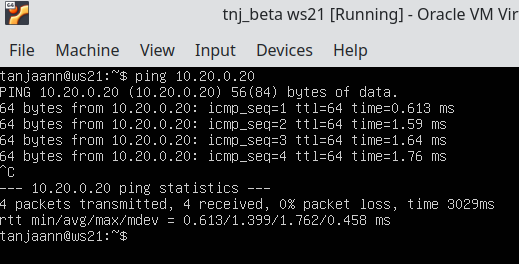 64
tnj_beta ws21 [Running] - Oracle VM Vir
File Machine View Input Devices Help
tanjaann@ws21:~$ ping 10.20.0.20
PING 10.20.0.20 (10.20.0.20) 56(84) bytes of data.
64 bytes from 10.20.0.20: icmp_seq=1 ttl=64 time=0.613 ms
64 bytes from 10.20.0.20: icmp_seq=2 ttl=64 time=1.59 ms
64 bytes from 10.20.0.20: icmp_seq=3 ttl=64 time=1.64 ms
64 bytes from 10.20.0.20: icmp_seq=4 ttl=64 time=1.76 ms
^C
--- 10.20.0.20 ping statistics ---
4 packets transmitted, 4 received, 0% packet loss, time 3029ms
rtt min/avg/max/mdev = 0.613/1.399/1.762/0.458 ms
tanjaann@ws21:~$